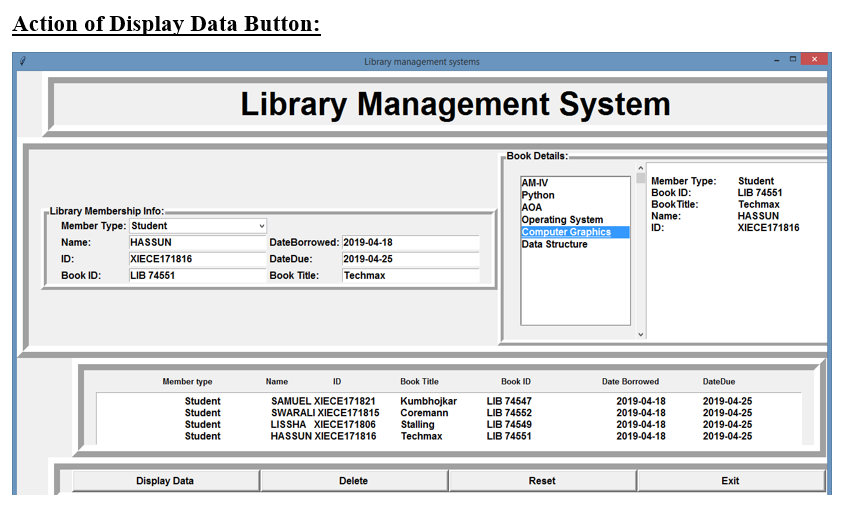 Action of Display Data Button:
Library management systems
Library Management System
Library Membership Info:
Member Type: Student
Name: HASSUN DateBorrowed: 2019-04-18
ID: XIECE171816 DateDue: 2019-04-25
Book ID: LIB 74551 Book Title: Techmax
Book Details:
AM-IV
Python
AOA
Operating System
Computer Graphics
Data Structure
Member Type: Student
Book ID: LIB 74551
BookTitle: Techmax
Name: HASSUN
ID: XIECE171816
Member type Name ID Book Title Book ID Date Borrowed DateDue
Student SAMUEL XIECE171821 Kumbhojkar LIB 74547 2019-04-18 2019-04-25
Student SWARALI XIECE171815 Coremann LIB 74552 2019-04-18 2019-04-25
Student LISSHA XIECE171806 Stalling LIB 74549 2019-04-18 2019-04-25
Student HASSUN XIECE171816 Techmax LIB 74551 2019-04-18 2019-04-25
Display Data Delete Reset Exit